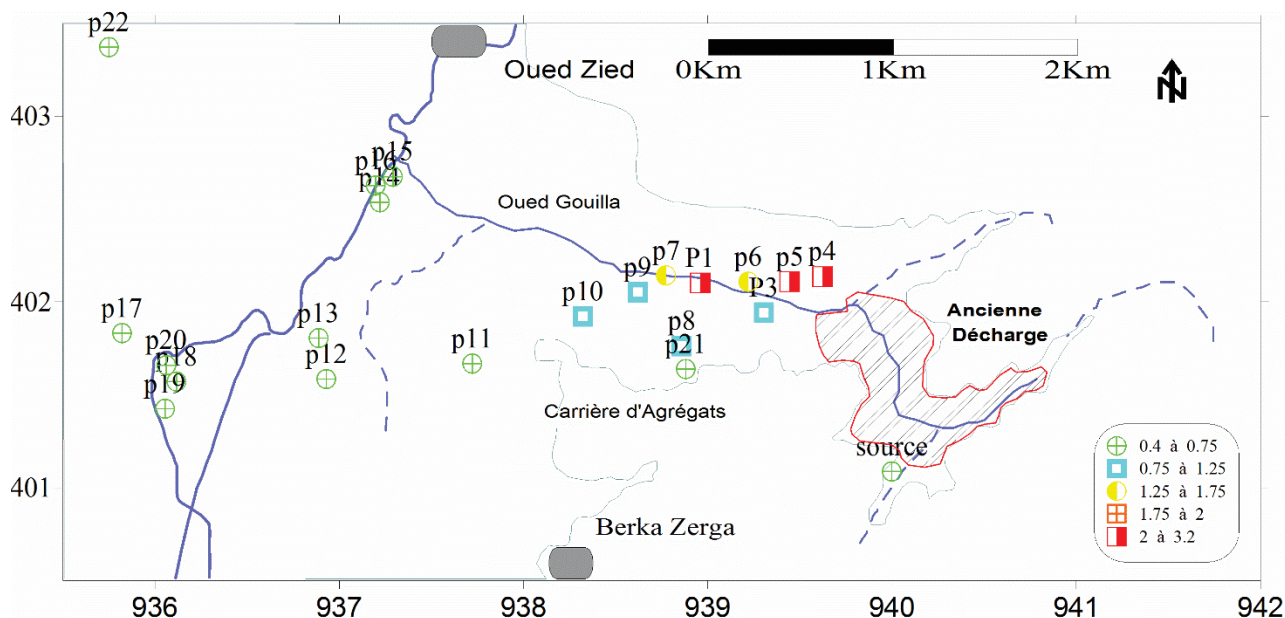 p22
Oued Zied
0Km 1Km 2Km
N
403
p15
p16
p14
Oued Gouilla
p9 p7 P1 p6 p5 p4
402
p17
p20
p18
p19
p13
p12
p11
p10
p8
p21
P3
Ancienne
Décharge
Carrière d'Agrégats
source
401
Berka Zerga
0.4 à 0.75
0.75 à 1.25
1.25 à 1.75
1.75 à 2
2 à 3.2
936 937 938 939 940 941 942